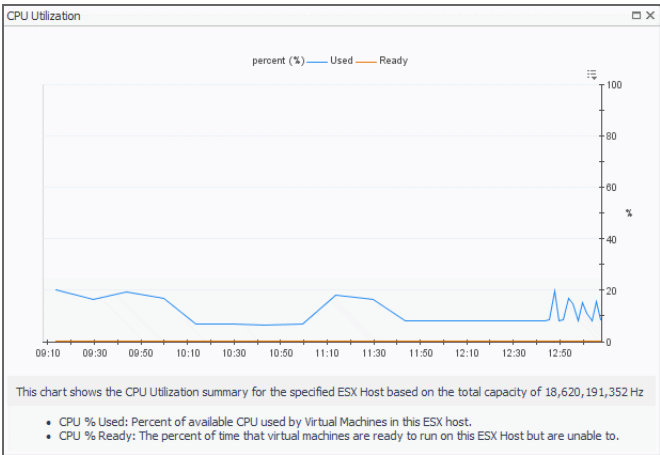 CPU Utilization
percent (%) Used Ready
100
80
60
%
40
20
0
09:10 09:30 09:50 10:10 10:30 10:50 11:10 11:30 11:50 12:10 12:30 12:50
This chart shows the CPU Utilization summary for the specified ESX Host based on the total capacity of 18,620,191,352 Hz
• CPU % Used: Percent of available CPU used by Virtual Machines in this ESX host.
• CPU % Ready: The percent of time that virtual machines are ready to run on this ESX Host but are unable to.